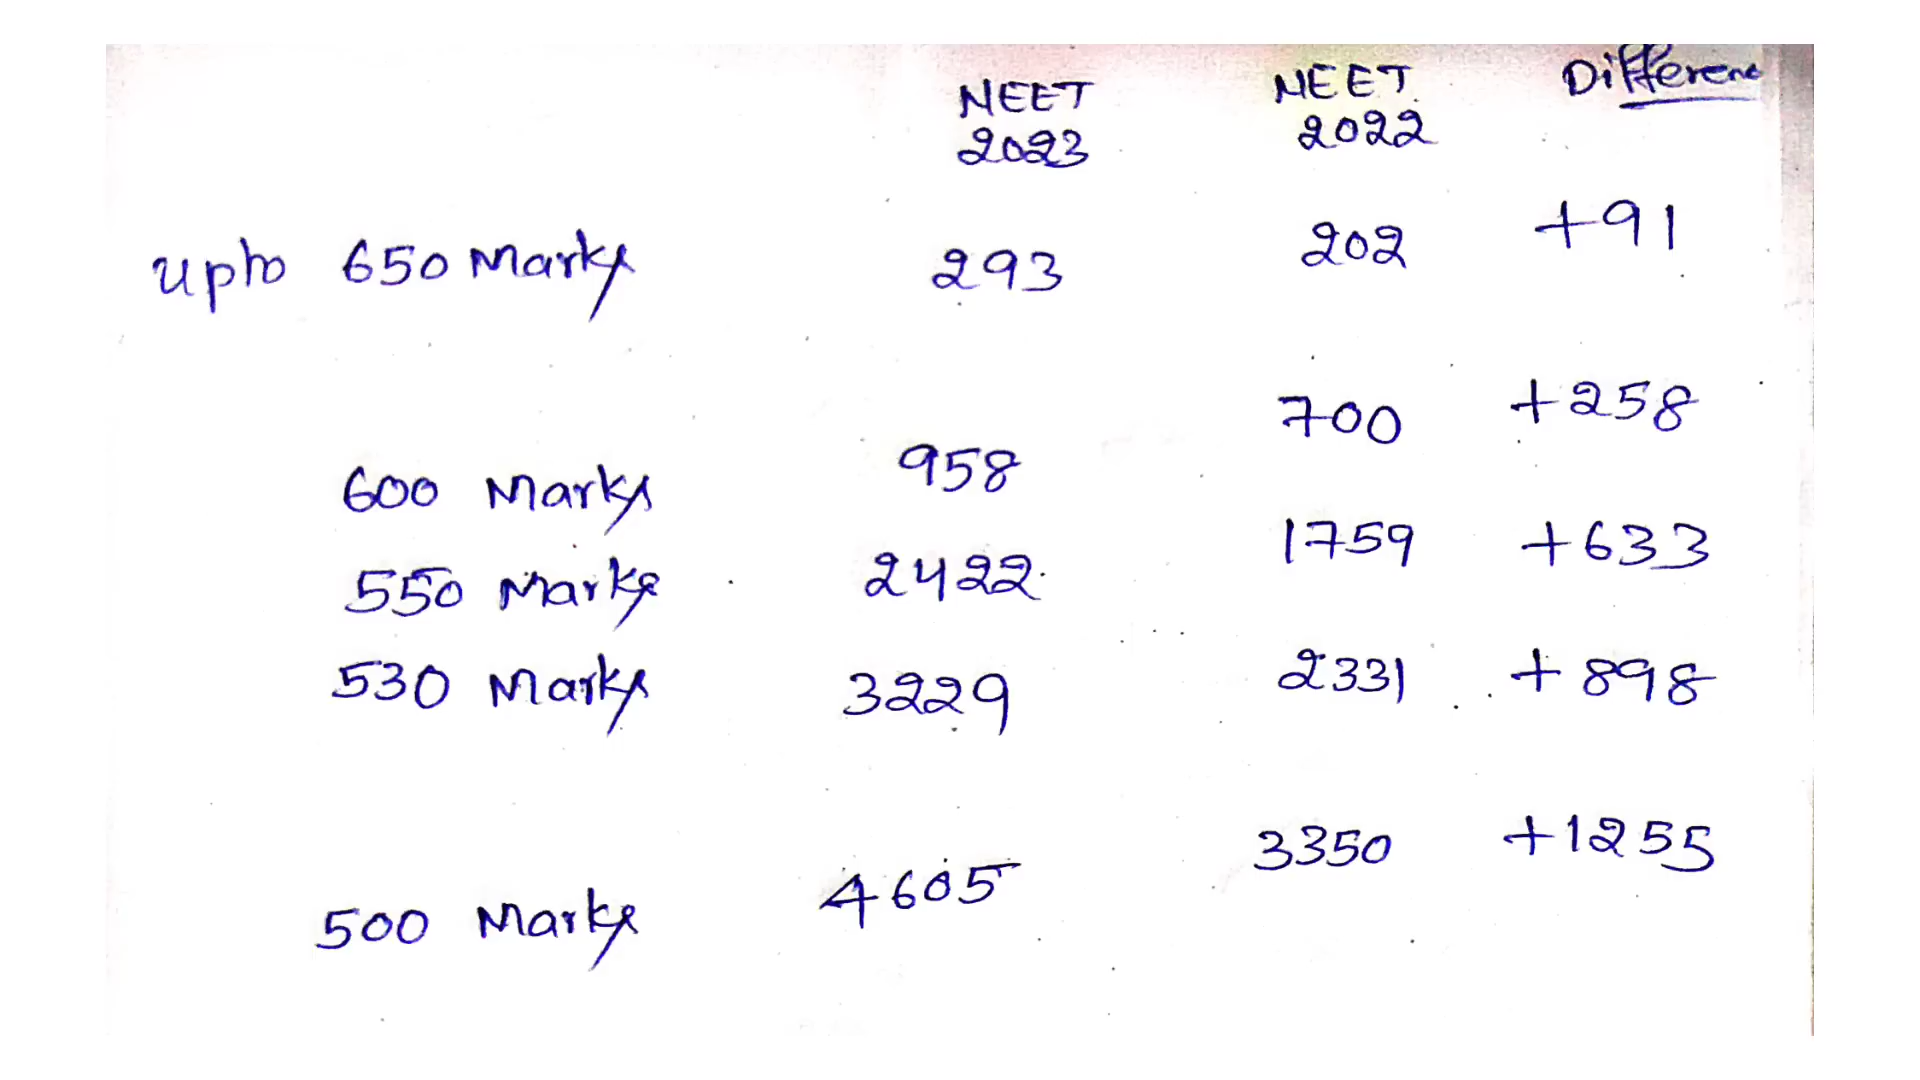 NEET 2023 NEET 2022 Differenc
upto 650 Marks 293 202 +91
600 Marks 958 700 +258
550 Marks 2422 1759 +633
530 Marks 3229 2331 +898
500 Marks 4605 3350 +1255